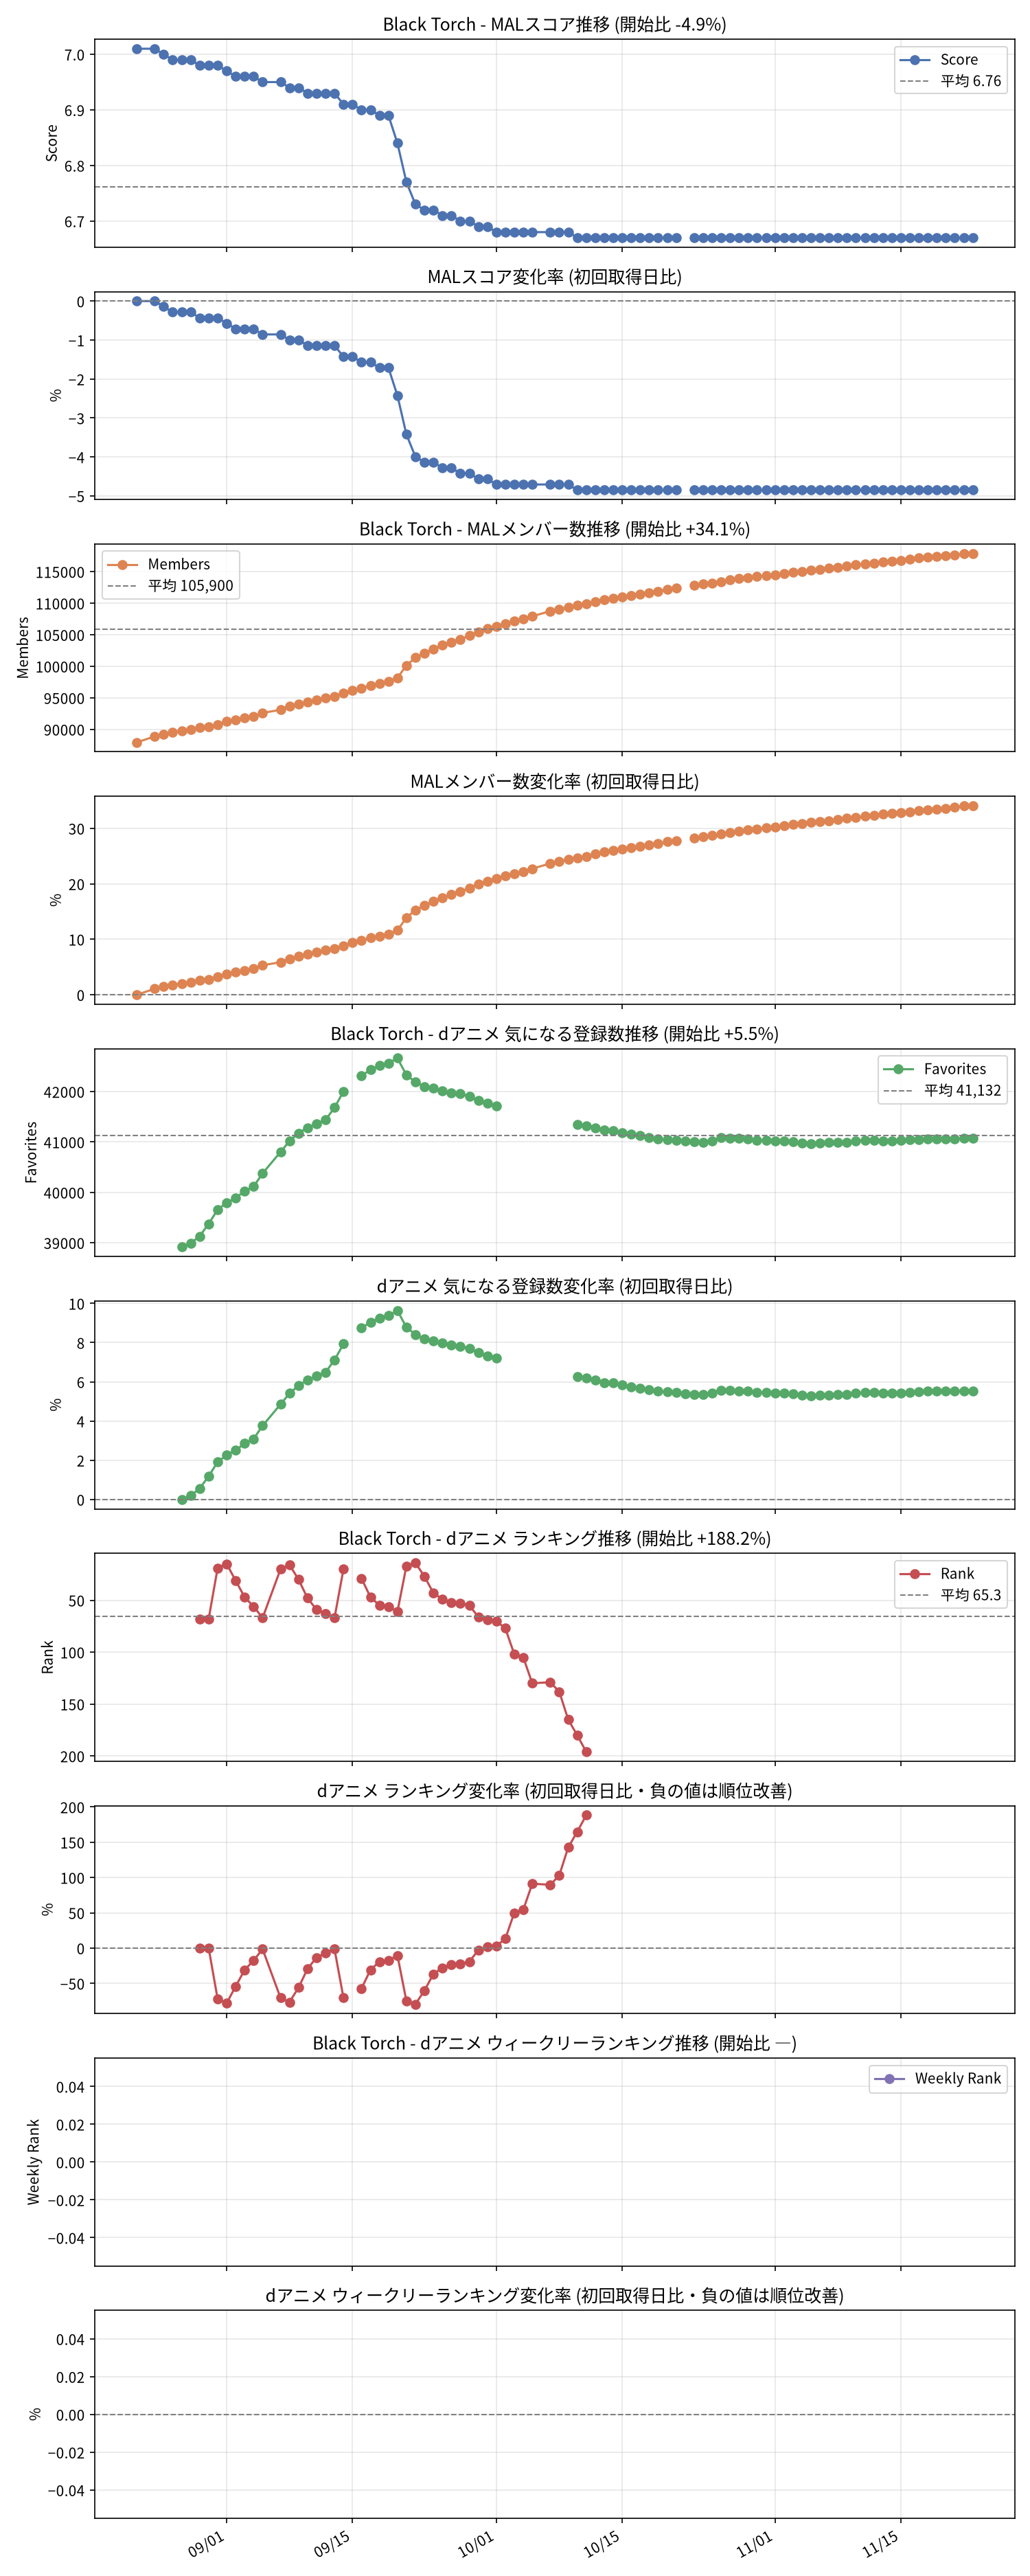 Black Torch - MALスコア推移 (開始比 -4.9%)
Score
7.0
6.9
6.8
6.7
Score
平均 6.76
MALスコア変化率 (初回取得日比)
%
0
−1
−2
−3
−4
−5
Black Torch - MALメンバー数推移 (開始比 +34.1%)
Members
115000
110000
105000
100000
95000
90000
Members
平均 105,900
MALメンバー数変化率 (初回取得日比)
%
30
20
10
0
Black Torch - dアニメ 気になる登録数推移 (開始比 +5.5%)
Favorites
42000
41000
40000
39000
Favorites
平均 41,132
dアニメ 気になる登録数変化率 (初回取得日比)
%
10
8
6
4
2
0
Black Torch - dアニメ ランキング推移 (開始比 +188.2%)
Rank
50
100
150
200
Rank
平均 65.3
dアニメ ランキング変化率 (初回取得日比・負の値は順位改善)
%
200
150
100
50
0
−50
Black Torch - dアニメ ウィークリーランキング推移 (開始比 —)
Weekly Rank
0.04
0.02
0.00
−0.02
−0.04
Weekly Rank
dアニメ ウィークリーランキング変化率 (初回取得日比・負の値は順位改善)
%
0.04
0.02
0.00
−0.02
−0.04
09/01
09/15
10/01
10/15
11/01
11/15